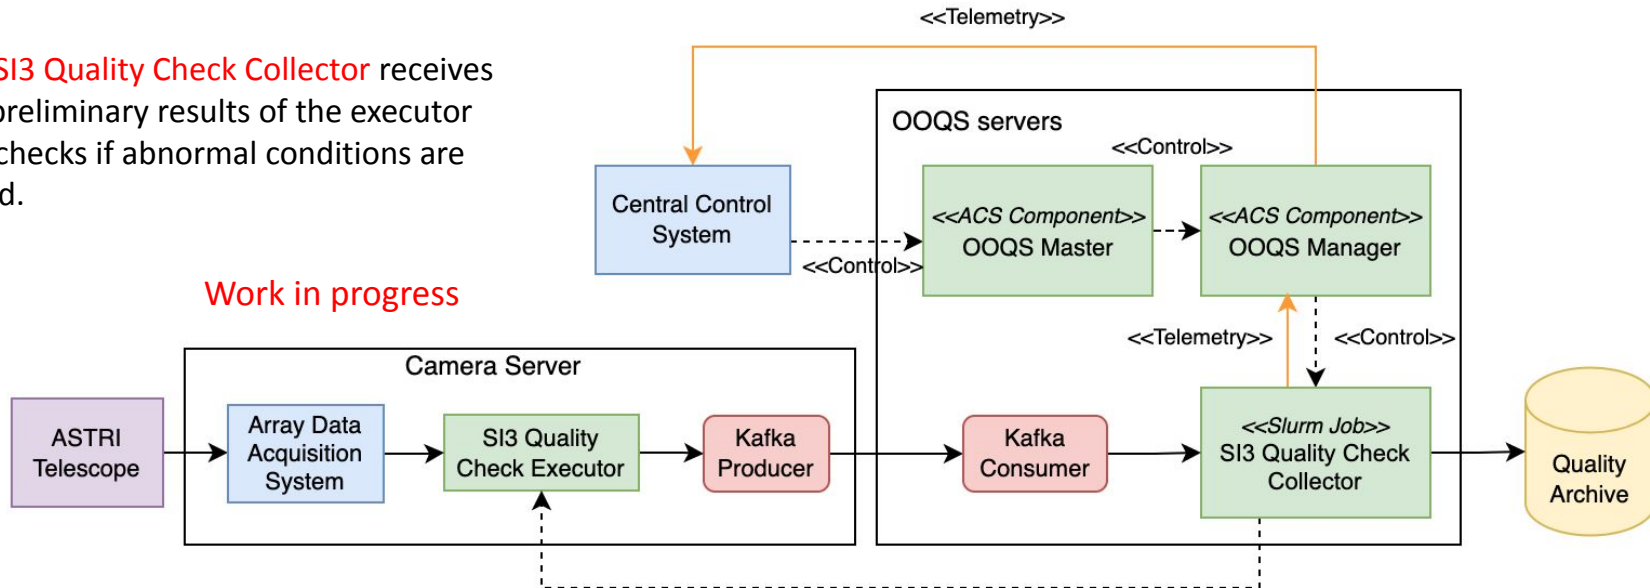 <<Telemetry>>
SI3 Quality Check Collector receives
preliminary results of the executor
checks if abnormal conditions are
d.
Work in progress
OOQS servers
<<Control>>
Central Control
System
<<Control>>
<<ACS Component>>
OOQS Master
<<ACS Component>>
OOQS Manager
<<Telemetry>>
<<Control>>
Camera Server
ASTRI
Telescope
Array Data
Acquisition
System
SI3 Quality
Check Executor
Kafka
Producer
Kafka
Consumer
<<Slurm Job>>
SI3 Quality Check
Collector
Quality
Archive